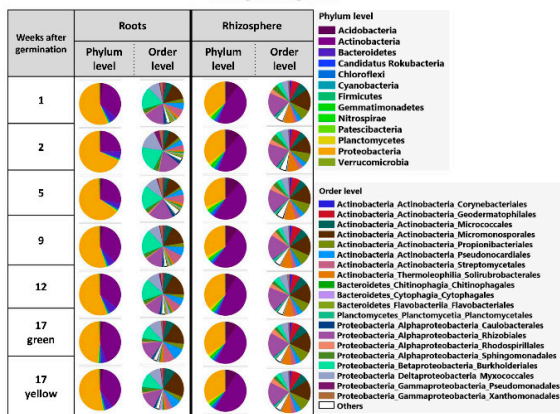 Weeks after germination
Roots
Rhizosphere
Phylum level
Order level
Phylum level
Order level
1
2
5
9
12
17 green
17 yellow
Phylum level
Acidobacteria
Actinobacteria
Bacteroidetes
Candidatus Rokubacteria
Chloroflexi
Cyanobacteria
Firmicutes
Gemmatimonadetes
Nitrospirae
Patescibacteria
Planctomycetes
Proteobacteria
Verrucomicrobia
Order level
Actinobacteria_Actinobacteria_Corynebacteriales
Actinobacteria_Actinobacteria_Geodermatophilales
Actinobacteria_Actinobacteria_Micrococcales
Actinobacteria_Actinobacteria_Micromonosporales
Actinobacteria_Actinobacteria_Propionibacteriales
Actinobacteria_Actinobacteria_Pseudonocardiales
Actinobacteria_Actinobacteria_Streptomycetales
Actinobacteria_Thermoleophilia_Solirubrobacterales
Bacteroidetes_Chitinophagia_Chitinophagales
Bacteroidetes_Cytophagia_Cytophagales
Bacteroidetes_Flavobacteriia_Flavobacteriales
Planctomycetes_Planctomycetia_Planctomycetales
Proteobacteria_Alphaproteobacteria_Caulobacterales
Proteobacteria_Alphaproteobacteria_Rhizobiales
Proteobacteria_Alphaproteobacteria_Rhodospirillales
Proteobacteria_Alphaproteobacteria_Sphingomonadales
Proteobacteria_Betaproteobacteria_Burkholderiales
Proteobacteria_Deltaproteobacteria_Myxococcales
Proteobacteria_Gammaproteobacteria_Pseudomonadales
Proteobacteria_Gammaproteobacteria_Xanthomonadales
Others